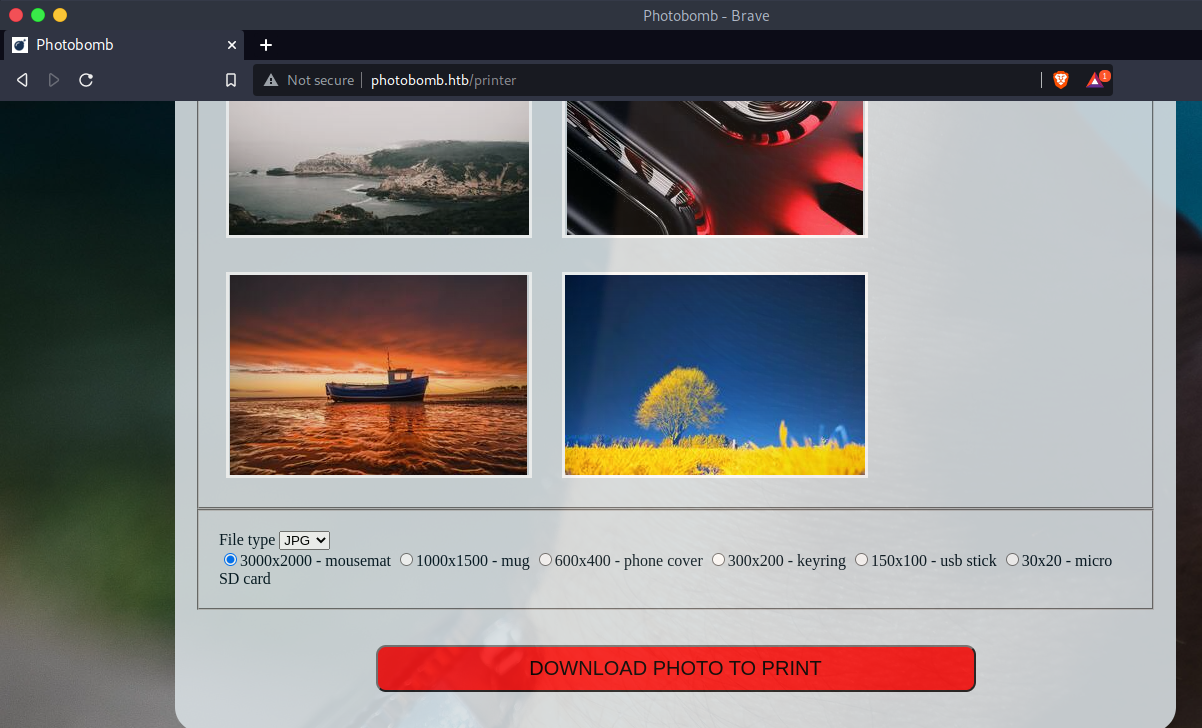 Photobomb - Brave
Photobomb
Not secure photobomb.htb/printer
1
File type JPG
3000x2000 - mousemat 1000x1500 - mug 600x400 - phone cover 300x200 - keyring 150x100 - usb stick 30x20 - micro
SD card
DOWNLOAD PHOTO TO PRINT